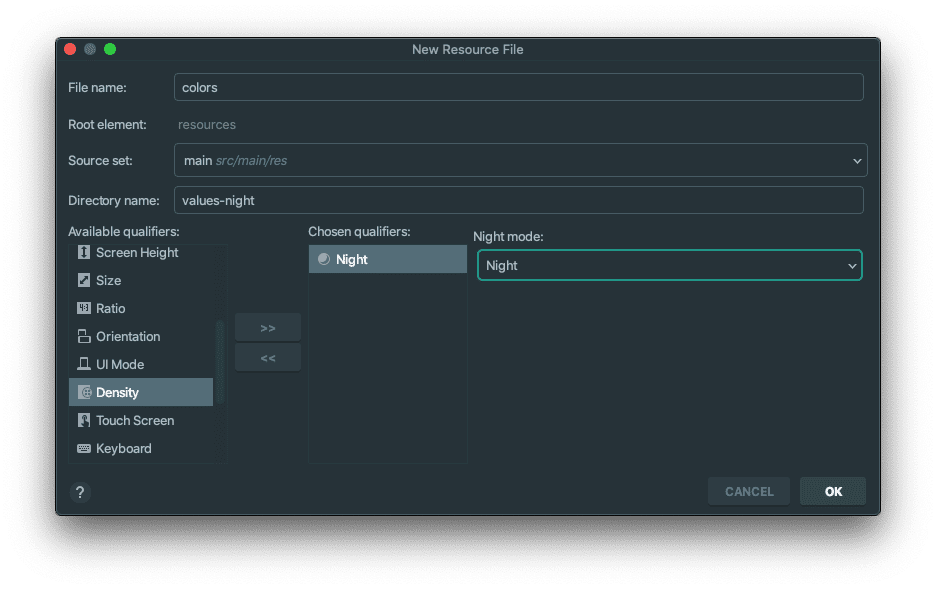 New Resource File
File name:
colors
Root element:
resources
Source set:
main src/main/res
Directory name:
values-night
Available qualifiers:
Screen Height
Size
Ratio
Orientation
UI Mode
Density
Touch Screen
Keyboard
>>
<<
Chosen qualifiers:
Night
Night mode:
Night
?
CANCEL
OK